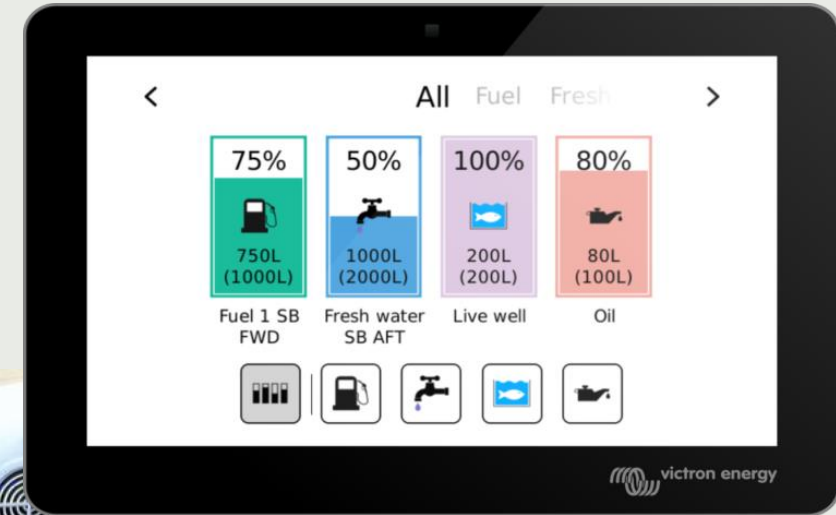 All Fuel Fresh
75%
750L
(1000L)
Fuel 1 SB
FWD
50%
1000L
(2000L)
Fresh water
SB AFT
100%
200L
(200L)
Live well
80%
80L
(100L)
Oil
victron energy